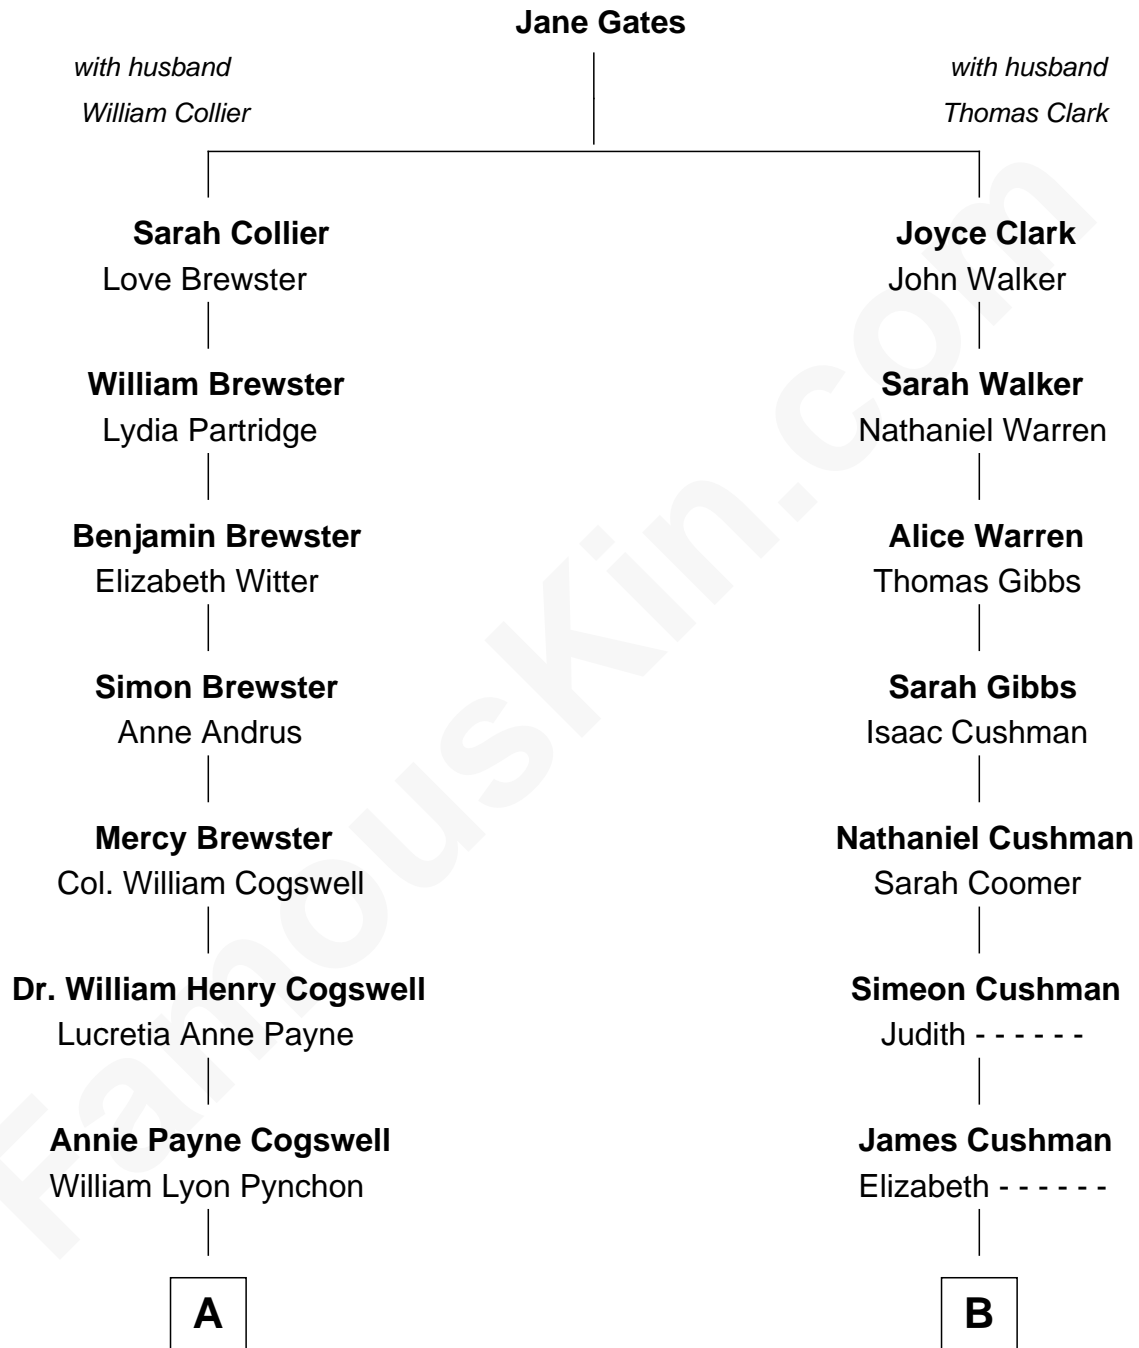 Jane Gates
with husband
William Collier
with husband
Thomas Clark
Sarah Collier
Love Brewster
Joyce Clark
John Walker
William Brewster
Lydia Partridge
Sarah Walker
Nathaniel Warren
Benjamin Brewster
Elizabeth Witter
Alice Warren
Thomas Gibbs
Simon Brewster
Anne Andrus
Sarah Gibbs
Isaac Cushman
Mercy Brewster
Col. William Cogswell
Nathaniel Cushman
Sarah Coomer
Dr. William Henry Cogswell
Lucretia Anne Payne
Simeon Cushman
Judith - - - - - -
Annie Payne Cogswell
William Lyon Pynchon
James Cushman
Elizabeth - - - - - -
A
B
FamousKin.com